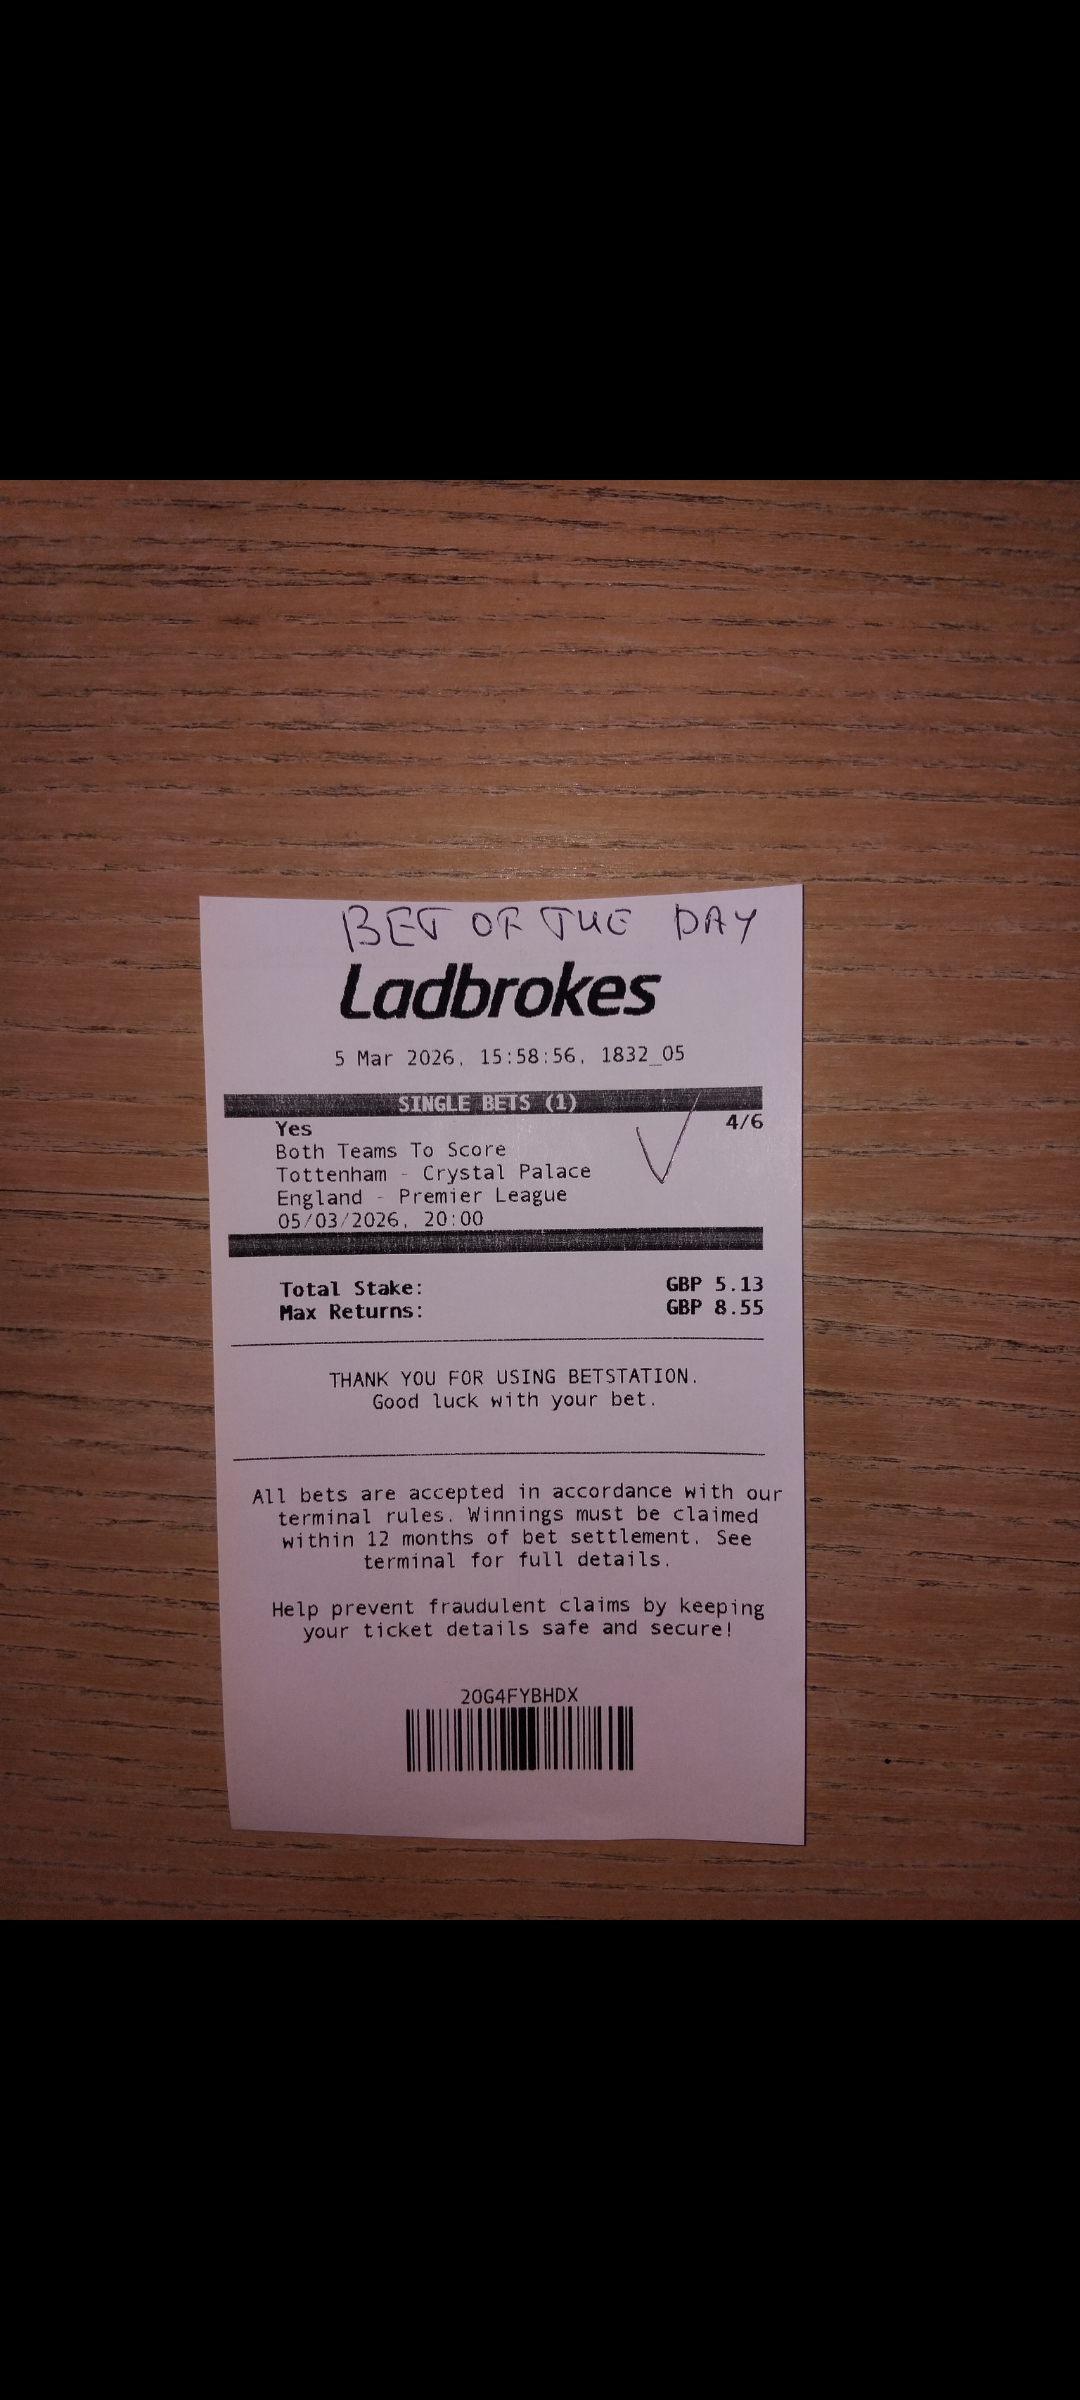 BET OF THE DAY
Ladbrokes
5 Mar 2026, 15:58:56, 1832_05
SINGLE BETS (1)
Yes 4/6
Both Teams To Score
Tottenham - Crystal Palace
England - Premier League
05/03/2026, 20:00
Total Stake: GBP 5.13
Max Returns: GBP 8.55
THANK YOU FOR USING BETSTATION.
Good luck with your bet.
All bets are accepted in accordance with our
terminal rules. Winnings must be claimed
within 12 months of bet settlement. See
terminal for full details.
Help prevent fraudulent claims by keeping
your ticket details safe and secure!
20G4FYBHDX